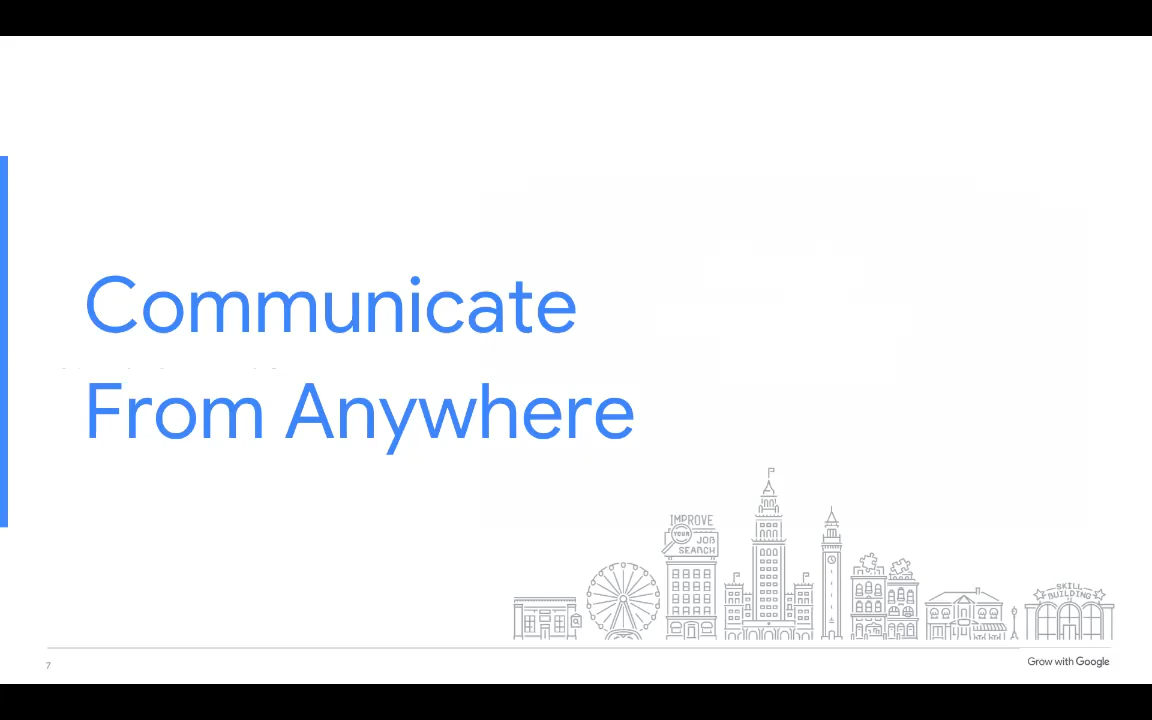 Communicate
From Anywhere
IMPROVE
YOUR
JOB
SEARCH
SKILL
BUILDING
7
Grow with Google